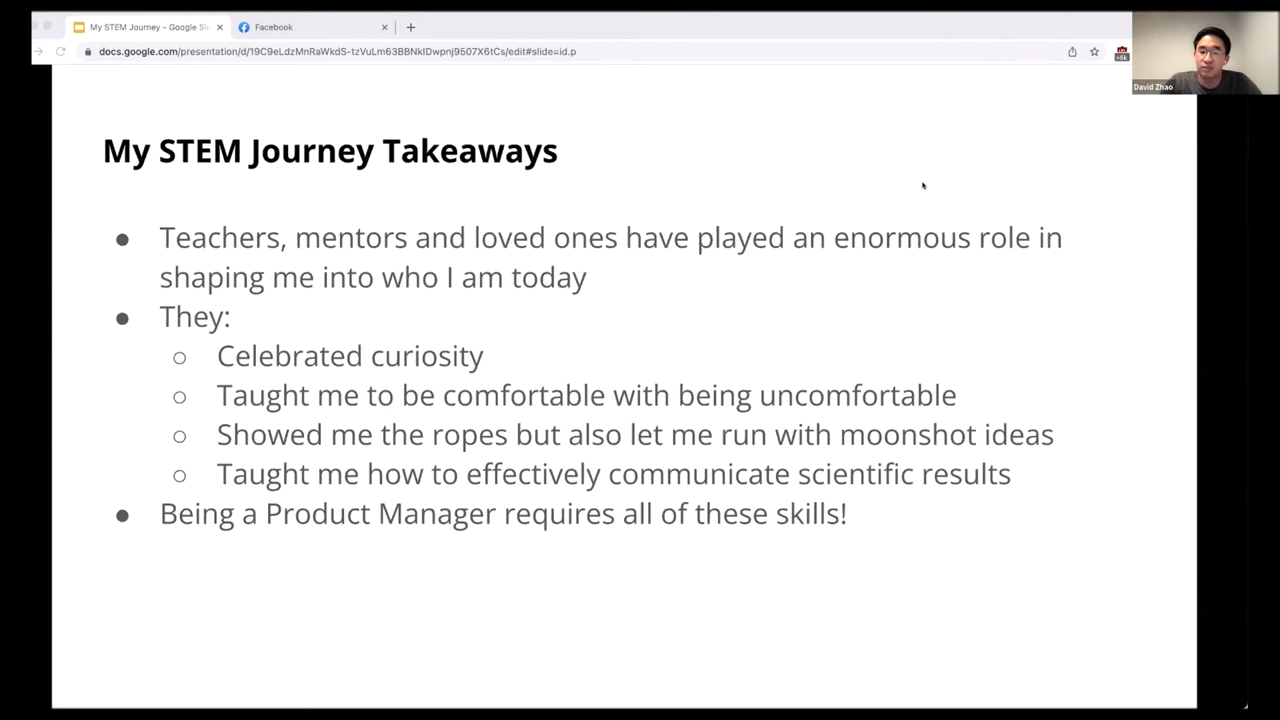 My STEM Journey - Google Sli
Facebook
docs.google.com/presentation/d/19C9eLdzMnRaWkdS-tzVuLm63BBNkIDwpnj9507X6tCs/edit#slide=id.p
>5k
David Zhao
My STEM Journey Takeaways
● Teachers, mentors and loved ones have played an enormous role in
shaping me into who I am today
● They:
○ Celebrated curiosity
○ Taught me to be comfortable with being uncomfortable
○ Showed me the ropes but also let me run with moonshot ideas
○ Taught me how to effectively communicate scientific results
● Being a Product Manager requires all of these skills!